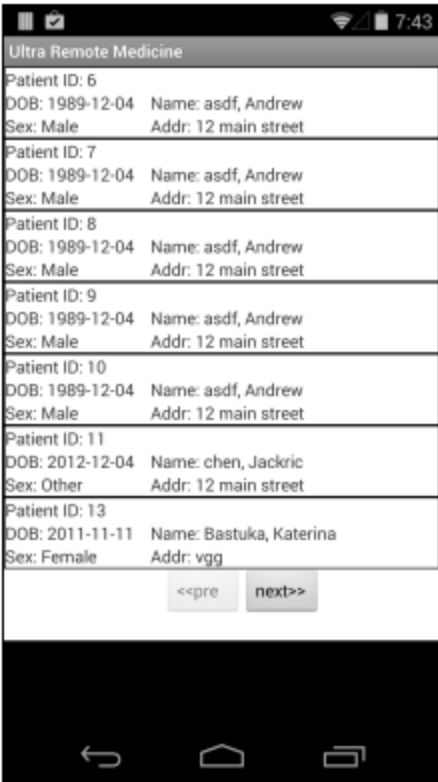 7:43
Ultra Remote Medicine
Patient ID: 6
DOB: 1989-12-04 Name: asdf, Andrew
Sex: Male Addr: 12 main street
Patient ID: 7
DOB: 1989-12-04 Name: asdf, Andrew
Sex: Male Addr: 12 main street
Patient ID: 8
DOB: 1989-12-04 Name: asdf, Andrew
Sex: Male Addr: 12 main street
Patient ID: 9
DOB: 1989-12-04 Name: asdf, Andrew
Sex: Male Addr: 12 main street
Patient ID: 10
DOB: 1989-12-04 Name: asdf, Andrew
Sex: Male Addr: 12 main street
Patient ID: 11
DOB: 2012-12-04 Name: chen, Jackric
Sex: Other Addr: 12 main street
Patient ID: 13
DOB: 2011-11-11 Name: Bastuka, Katerina
Sex: Female Addr: vgg
<<pre next>>